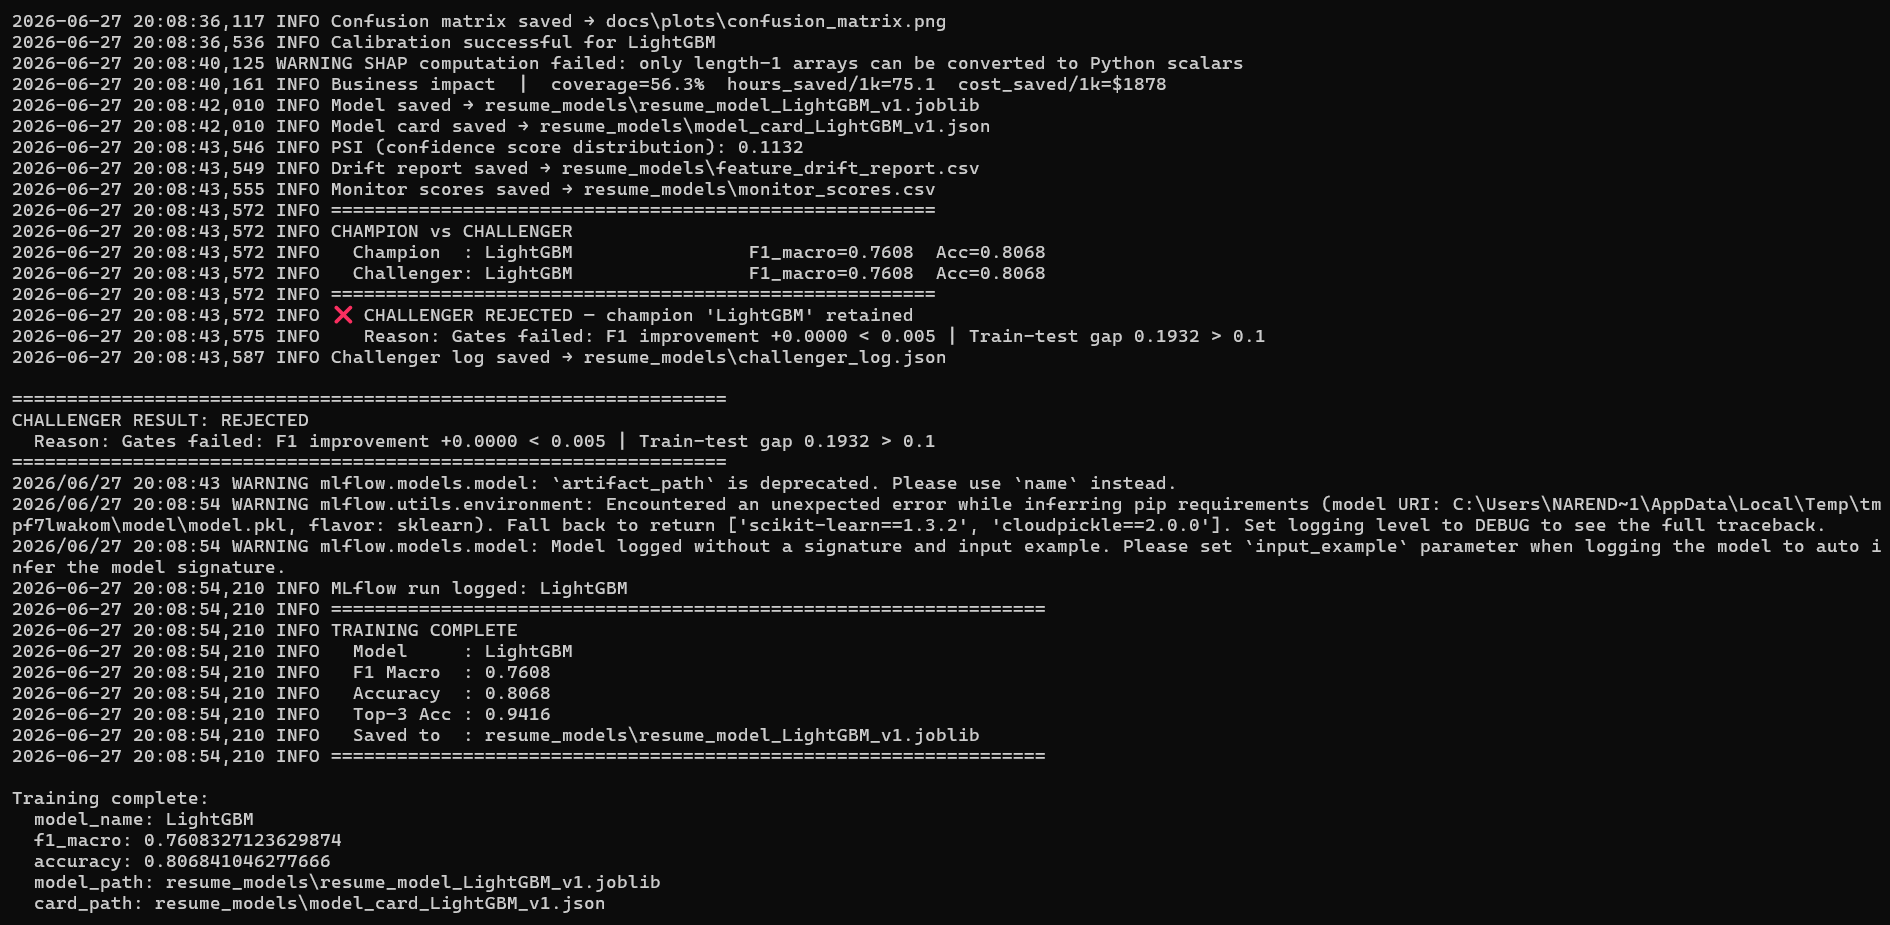 2026-06-27 20:08:36,117 INFO Confusion matrix saved → docs\plots\confusion_matrix.png
2026-06-27 20:08:36,536 INFO Calibration successful for LightGBM
2026-06-27 20:08:40,125 WARNING SHAP computation failed: only length-1 arrays can be converted to Python scalars
2026-06-27 20:08:40,161 INFO Business impact  |  coverage=56.3%  hours_saved/1k=75.1  cost_saved/1k=$1878
2026-06-27 20:08:42,010 INFO Model saved → resume_models\resume_model_LightGBM_v1.joblib
2026-06-27 20:08:42,010 INFO Model card saved → resume_models\model_card_LightGBM_v1.json
2026-06-27 20:08:43,546 INFO PSI (confidence score distribution): 0.1132
2026-06-27 20:08:43,549 INFO Drift report saved → resume_models\feature_drift_report.csv
2026-06-27 20:08:43,555 INFO Monitor scores saved → resume_models\monitor_scores.csv
2026-06-27 20:08:43,572 INFO =======================================================
2026-06-27 20:08:43,572 INFO CHAMPION vs CHALLENGER
2026-06-27 20:08:43,572 INFO   Champion  : LightGBM                F1_macro=0.7608  Acc=0.8068
2026-06-27 20:08:43,572 INFO   Challenger: LightGBM                F1_macro=0.7608  Acc=0.8068
2026-06-27 20:08:43,572 INFO =======================================================
2026-06-27 20:08:43,572 INFO ❌ CHALLENGER REJECTED — champion 'LightGBM' retained
2026-06-27 20:08:43,575 INFO    Reason: Gates failed: F1 improvement +0.0000 < 0.005 | Train-test gap 0.1932 > 0.1
2026-06-27 20:08:43,587 INFO Challenger log saved → resume_models\challenger_log.json
=================================================================
CHALLENGER RESULT: REJECTED
  Reason: Gates failed: F1 improvement +0.0000 < 0.005 | Train-test gap 0.1932 > 0.1
=================================================================
2026/06/27 20:08:43 WARNING mlflow.models.model: `artifact_path` is deprecated. Please use `name` instead.
2026/06/27 20:08:54 WARNING mlflow.utils.environment: Encountered an unexpected error while inferring pip requirements (model URI: C:\Users\NAREND~1\AppData\Local\Temp\tm
pf7lwakom\model\model.pkl, flavor: sklearn). Fall back to return ['scikit-learn==1.3.2', 'cloudpickle==2.0.0']. Set logging level to DEBUG to see the full traceback.
2026/06/27 20:08:54 WARNING mlflow.models.model: Model logged without a signature and input example. Please set `input_example` parameter when logging the model to auto i
nfer the model signature.
2026-06-27 20:08:54,210 INFO MLflow run logged: LightGBM
2026-06-27 20:08:54,210 INFO =================================================================
2026-06-27 20:08:54,210 INFO TRAINING COMPLETE
2026-06-27 20:08:54,210 INFO   Model     : LightGBM
2026-06-27 20:08:54,210 INFO   F1 Macro  : 0.7608
2026-06-27 20:08:54,210 INFO   Accuracy  : 0.8068
2026-06-27 20:08:54,210 INFO   Top-3 Acc : 0.9416
2026-06-27 20:08:54,210 INFO   Saved to  : resume_models\resume_model_LightGBM_v1.joblib
2026-06-27 20:08:54,210 INFO =================================================================
Training complete:
  model_name: LightGBM
  f1_macro: 0.7608327123629874
  accuracy: 0.806841046277666
  model_path: resume_models\resume_model_LightGBM_v1.joblib
  card_path: resume_models\model_card_LightGBM_v1.json